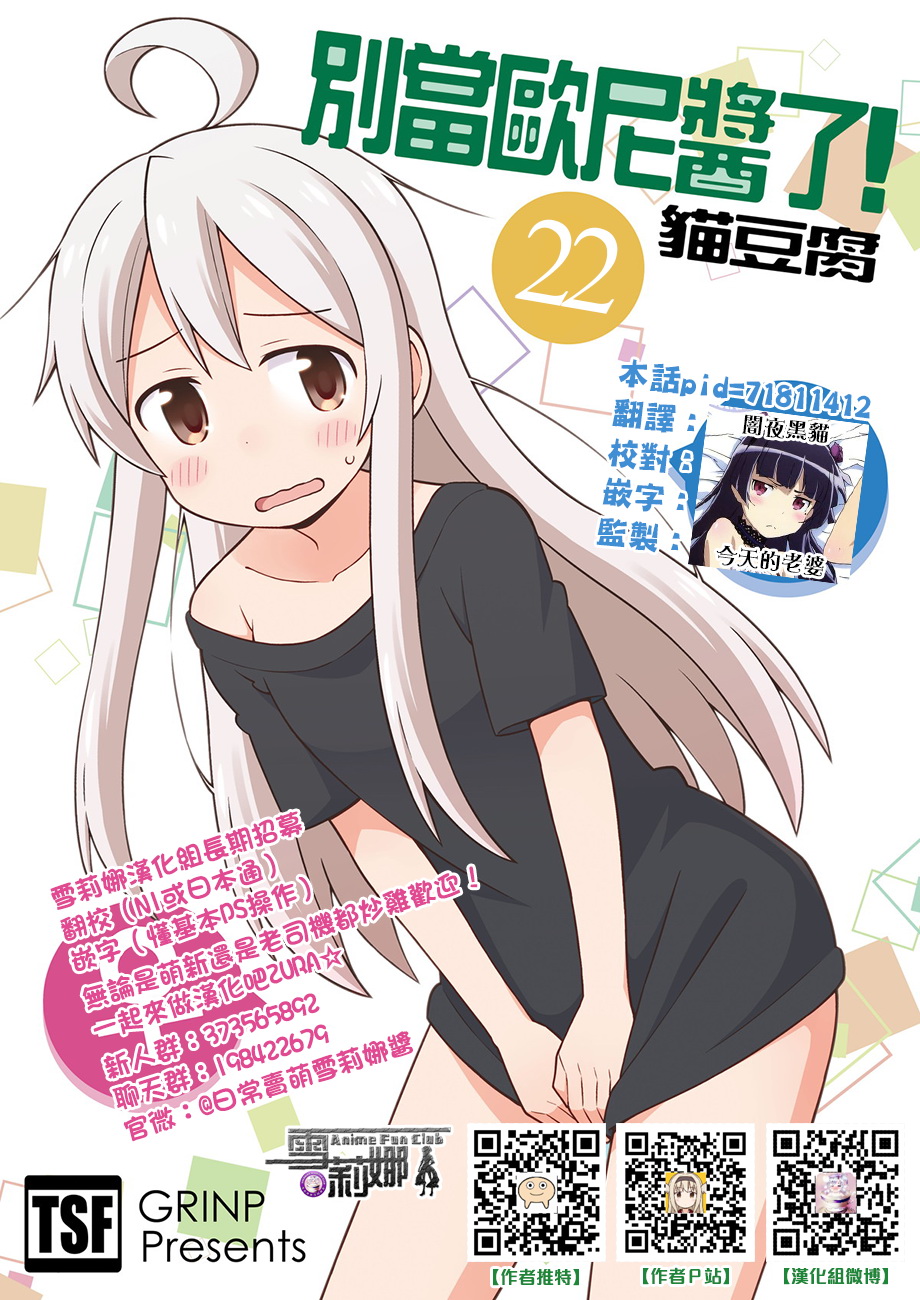 別當歐尼醬了!
貓豆腐
22
本話pid=71811412
翻譯：
校對：
嵌字：
監製：
闇夜黑貓
今天的老婆
雪莉娜漢化組長期招募
翻校（N1或日本通）
嵌字（懂基本PS操作）
無論是萌新還是老司機都炒雞歡迎！
一起來做漢化吧ZURA☆
新人群：373565892
聊天群：198422679
官微：@日常賣萌雪莉娜醬
雪莉娜
Anime Fun Club
TSF
GRINP
Presents
【作者推特】
【作者P站】
【漢化組微博】